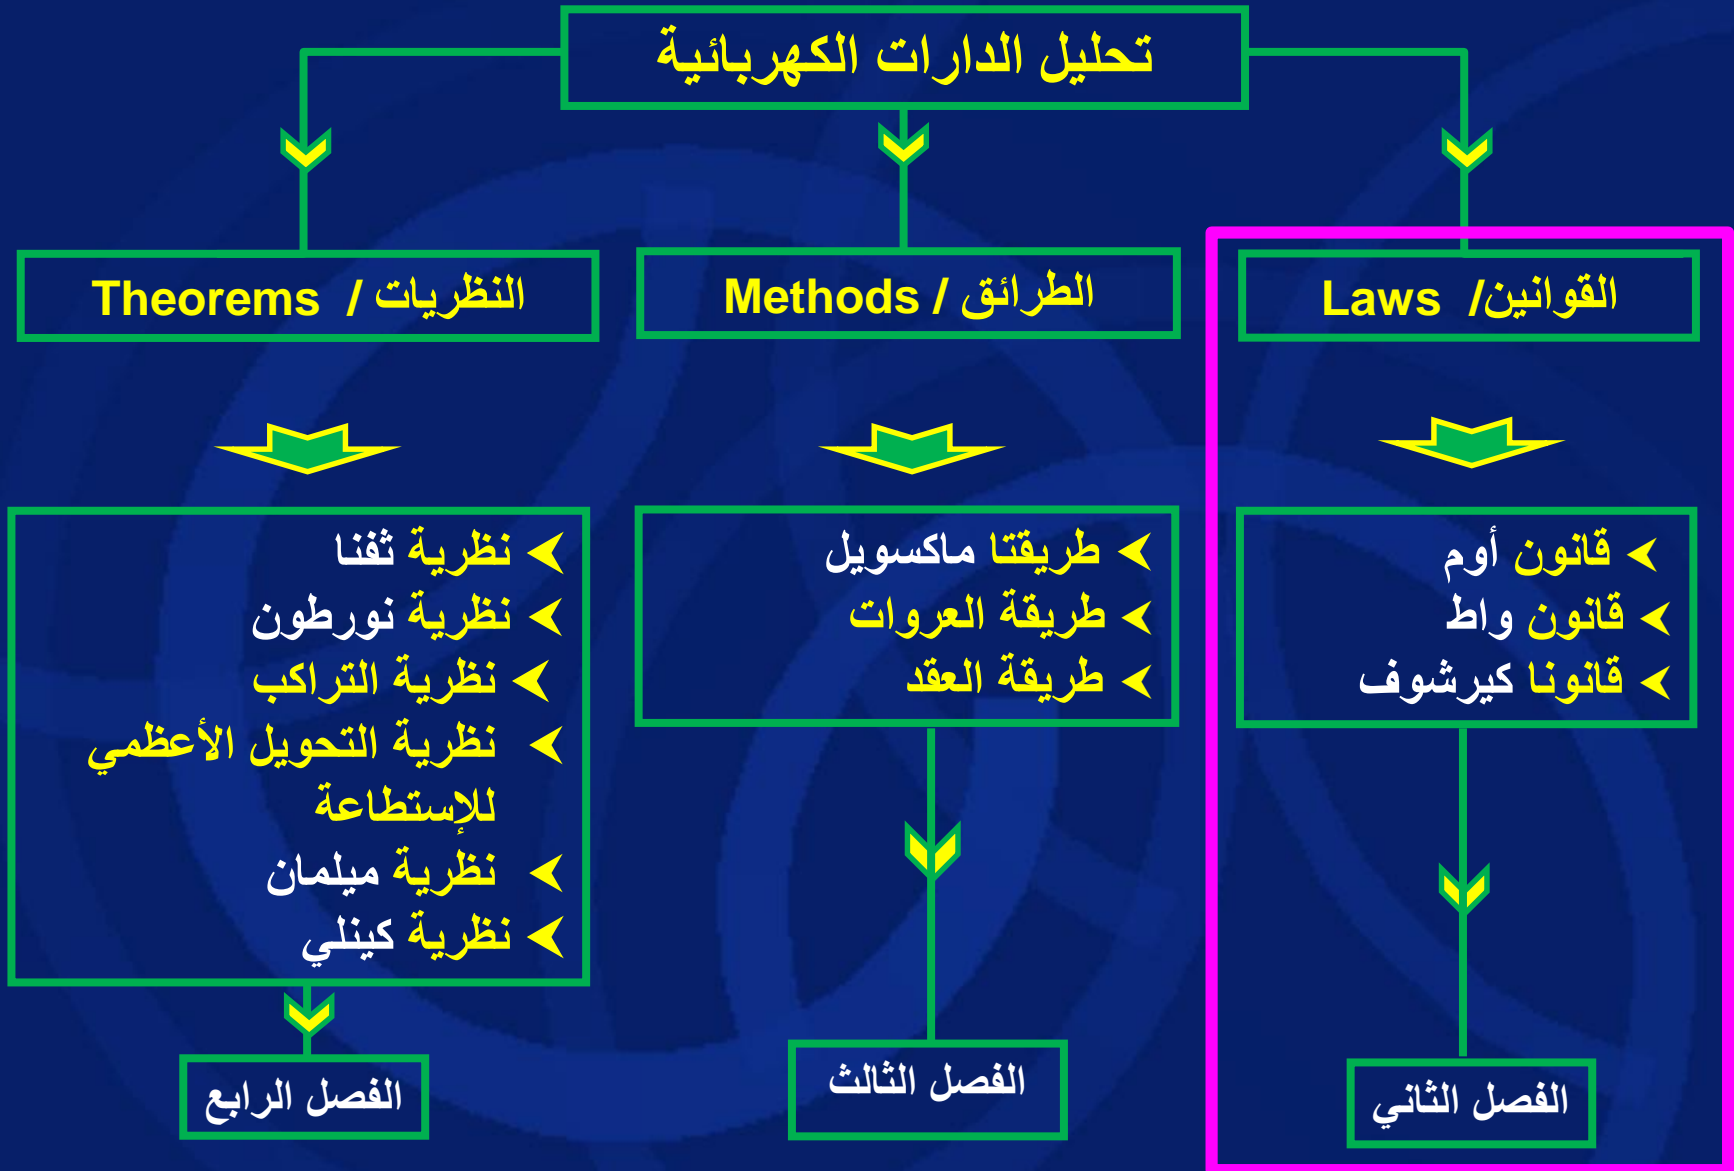 تحليل الدارات الكهربائية
القوانين/ Laws
الطرائق / Methods
النظريات / Theorems
قانون أوم
قانون واط
قانونا كيرشوف
الفصل الثاني
طريقتا ماكسويل
طريقة العروات
طريقة العقد
الفصل الثالث
نظرية ثفنا
نظرية نورطون
نظرية التراكب
نظرية التحويل الأعظمي
للإستطاعة
نظرية ميلمان
نظرية كينلي
الفصل الرابع